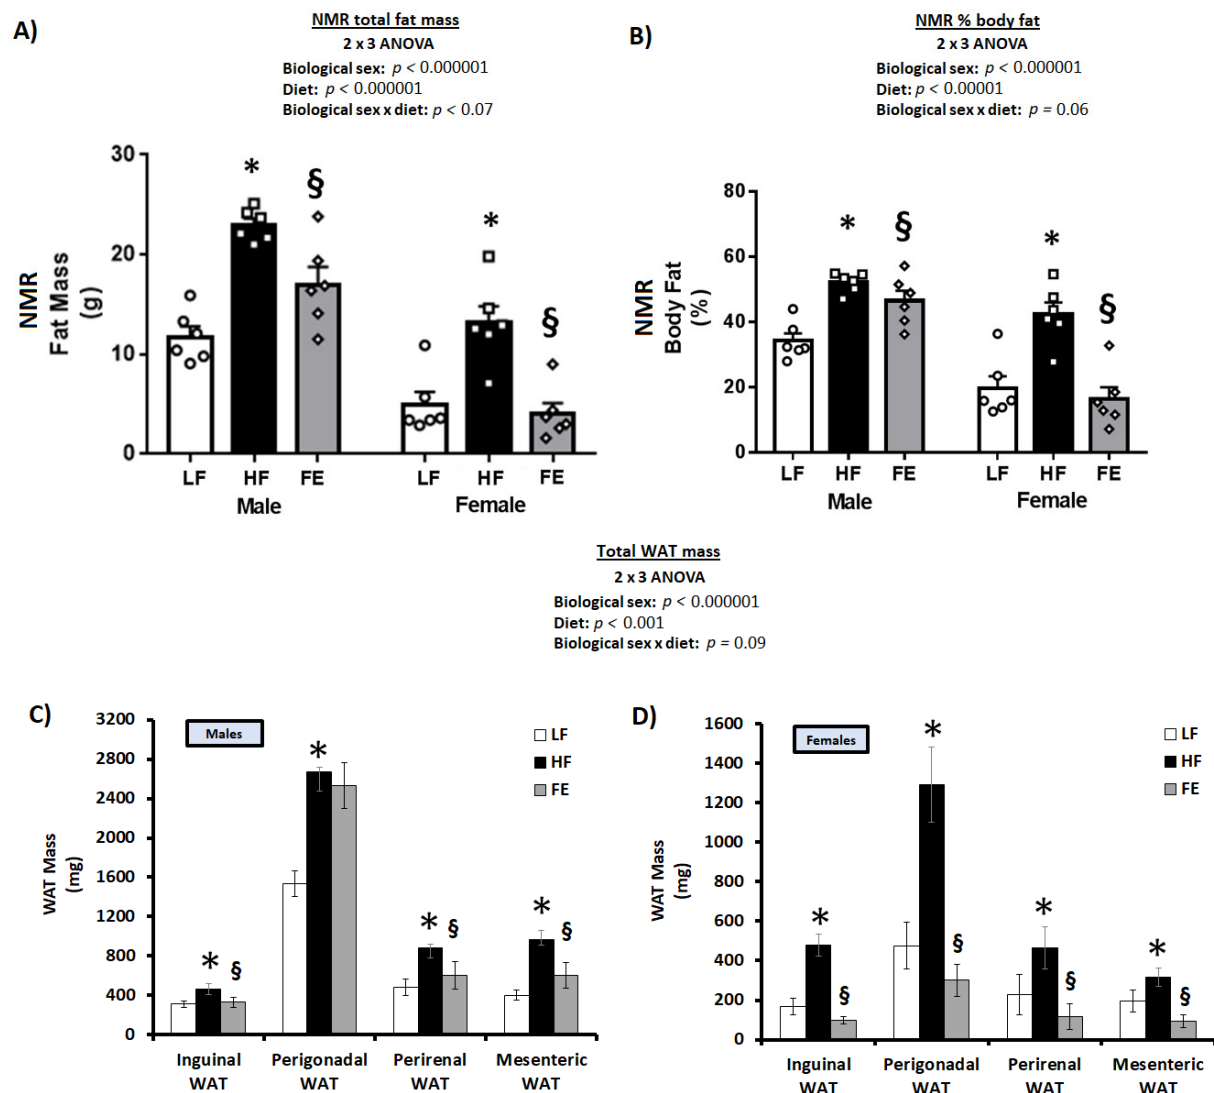 A)
NMR total fat mass
2 x 3 ANOVA
Biological sex: p < 0.000001
Diet: p < 0.000001
Biological sex x diet: p < 0.07
NMR
Fat Mass
(g)
30
20
10
0
*
§
*
§
LF HF FE LF HF FE
Male Female
B)
NMR % body fat
2 x 3 ANOVA
Biological sex: p < 0.000001
Diet: p < 0.00001
Biological sex x diet: p = 0.06
NMR
Body Fat
(%)
80
60
40
20
0
*
§
*
§
LF HF FE LF HF FE
Male Female
Total WAT mass
2 x 3 ANOVA
Biological sex: p < 0.000001
Diet: p < 0.001
Biological sex x diet: p = 0.09
C)
Males
LF
HF
FE
WAT Mass
(mg)
3200
2800
2400
2000
1600
1200
800
400
0
*
§
*
*
§
*
§
Inguinal Perigonadal Perirenal Mesenteric
WAT WAT WAT WAT
D)
Females
LF
HF
FE
WAT Mass
(mg)
1600
1400
1200
1000
800
600
400
200
0
*
§
*
§
*
§
*
§
Inguinal Perigonadal Perirenal Mesenteric
WAT WAT WAT WAT